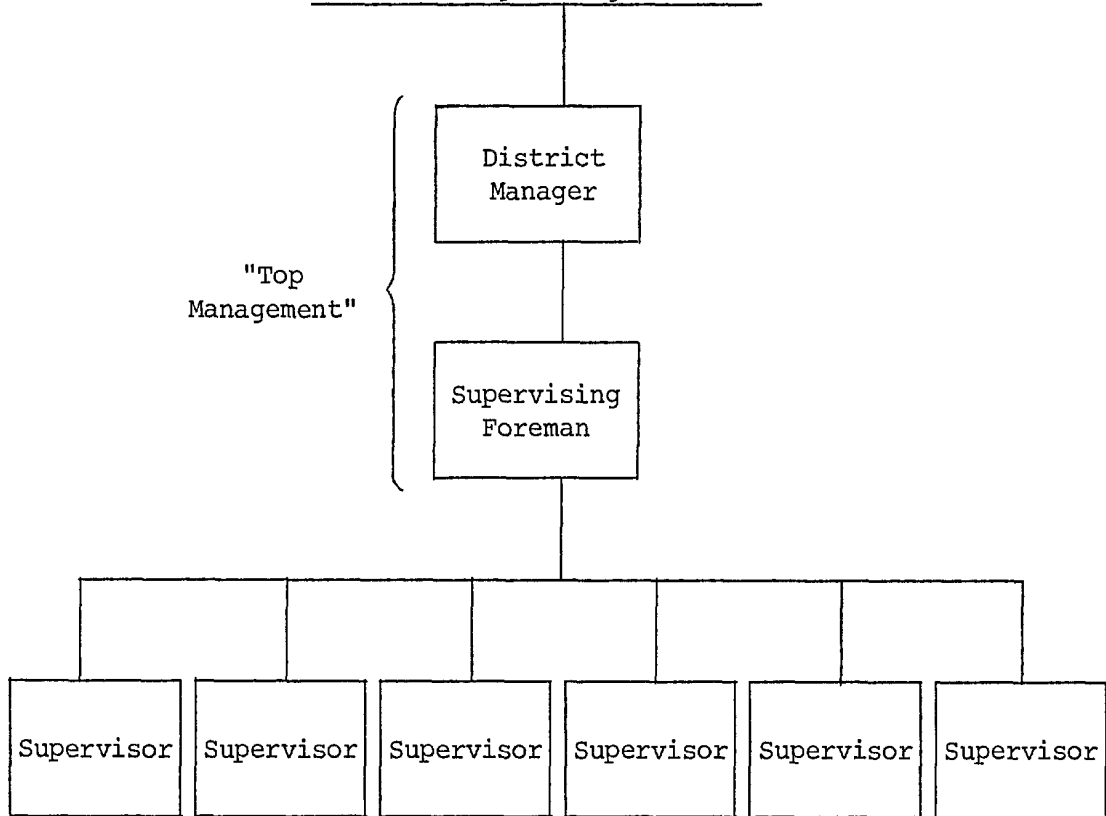 District
Manager
"Top
Management"
Supervising
Foreman
Supervisor Supervisor Supervisor Supervisor Supervisor Supervisor